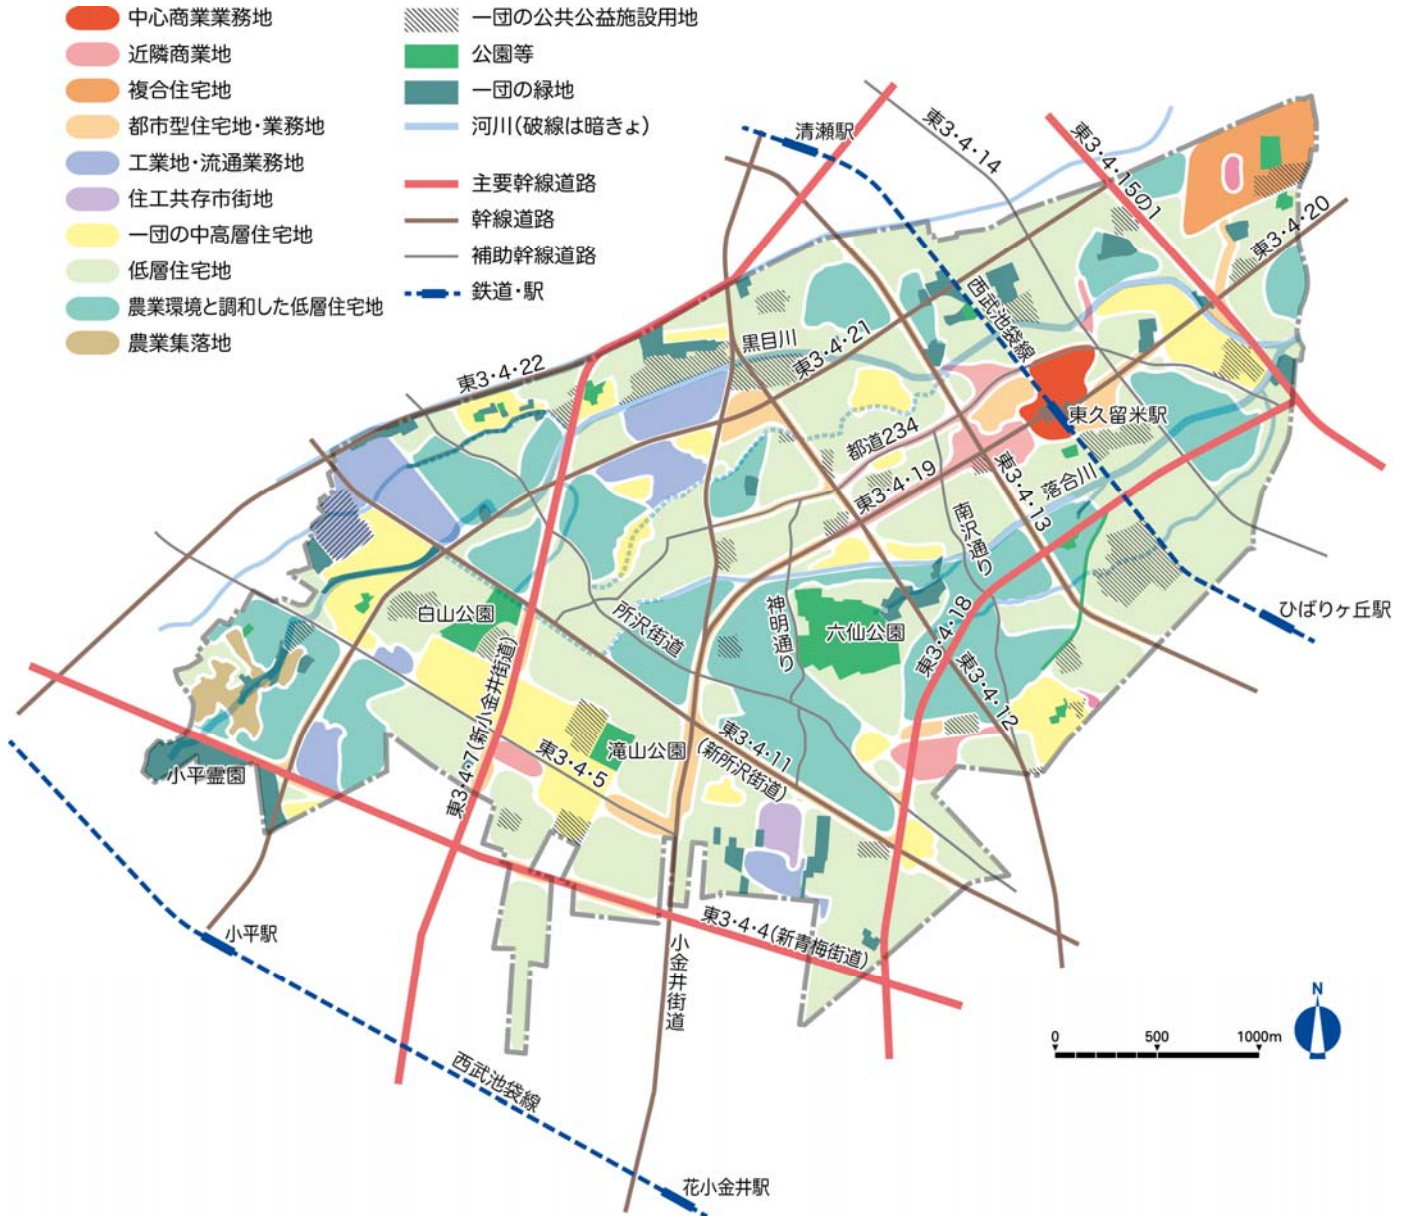 中心商業業務地
近隣商業地
複合住宅地
都市型住宅地・業務地
工業地・流通業務地
住工共存市街地
一団の中高層住宅地
低層住宅地
農業環境と調和した低層住宅地
農業集落地
一団の公共公益施設用地
公園等
一団の緑地
河川(破線は暗きょ)
主要幹線道路
幹線道路
補助幹線道路
鉄道・駅
清瀬駅
東3・4・14
東3・4・15の1
東3・4・20
西武池袋線
黒目川
東3・4・21
東3・4・22
東久留米駅
都道234
東3・4・19
東3・4・13
落合川
南沢通り
ひばりヶ丘駅
白山公園
所沢街道
神明通り
六仙公園
東3・4・18
東3・4・12
東3・4・7(新小金井街道)
東3・4・5
滝山公園
東3・4・11
(新所沢街道)
小平霊園
小平駅
東3・4・4(新青梅街道)
小金井街道
西武池袋線
花小金井駅
N
0 500 1000m